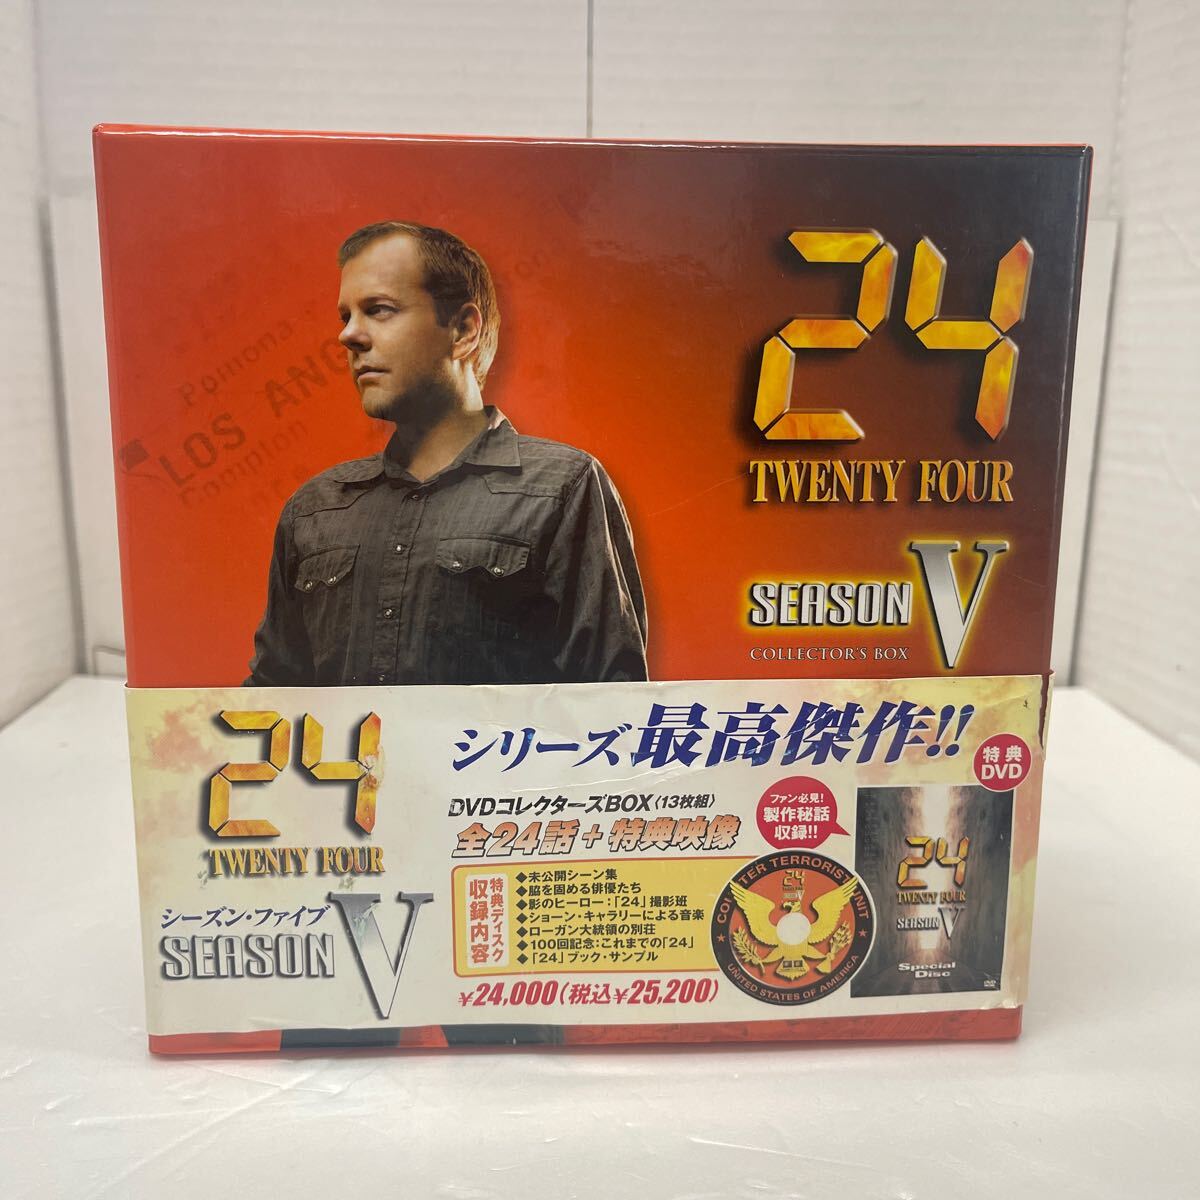 Pomona
LOS ANG
Compton
24
TWENTY FOUR
SEASON V
COLLECTOR'S BOX
24
TWENTY FOUR
シーズン・ファイブ
SEASON V
シリーズ最高傑作!!
DVDコレクターズBOX〈13枚組〉
全24話+特典映像
特典ディスク
収録内容
◆未公開シーン集
◆脇を固める俳優たち
◆影のヒーロー:「24」撮影班
◆ショーン・キャラリーによる音楽
◆ローガン大統領の別荘
◆100回記念:これまでの「24」
◆「24」ブック・サンプル
¥24,000(税込¥25,200)
ファン必見!
製作秘話
収録!!
特典
DVD
COUNTER TERRORIST UNIT
UNITED STATES OF AMERICA
24
TWENTY FOUR
SEASON V
Special
Disc
DVD